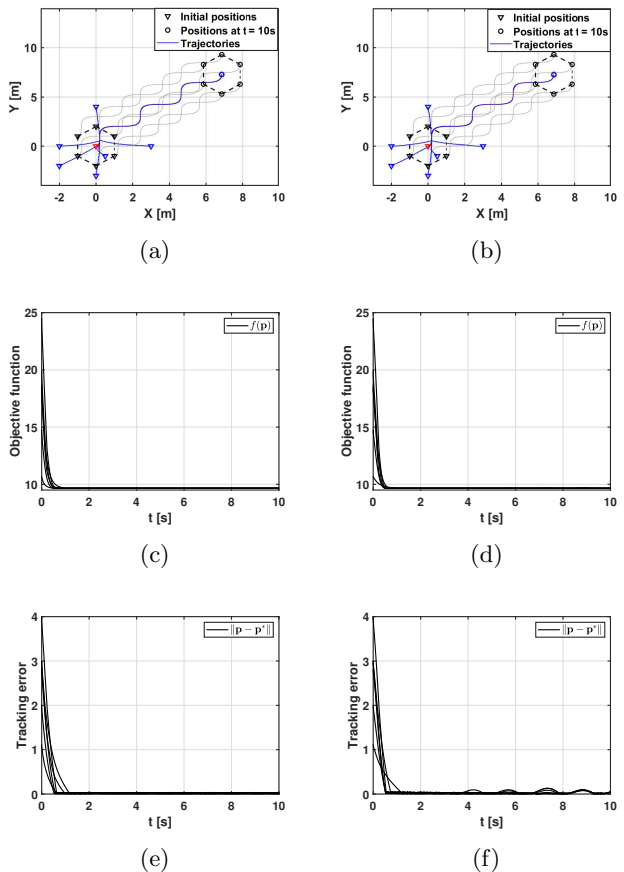 Initial positions
Positions at t = 10s
Trajectories
Y [m]
10
5
0
-2 0 2 4 6 8 10
X [m]
(a)
Initial positions
Positions at t = 10s
Trajectories
Y [m]
10
5
0
-2 0 2 4 6 8 10
X [m]
(b)
f(p)
Objective function
25
20
15
10
0 2 4 6 8 10
t [s]
(c)
f(p)
Objective function
25
20
15
10
0 2 4 6 8 10
t [s]
(d)
‖p − p*‖
Tracking error
4
3
2
1
0
0 2 4 6 8 10
t [s]
(e)
‖p − p*‖
Tracking error
4
3
2
1
0
0 2 4 6 8 10
t [s]
(f)